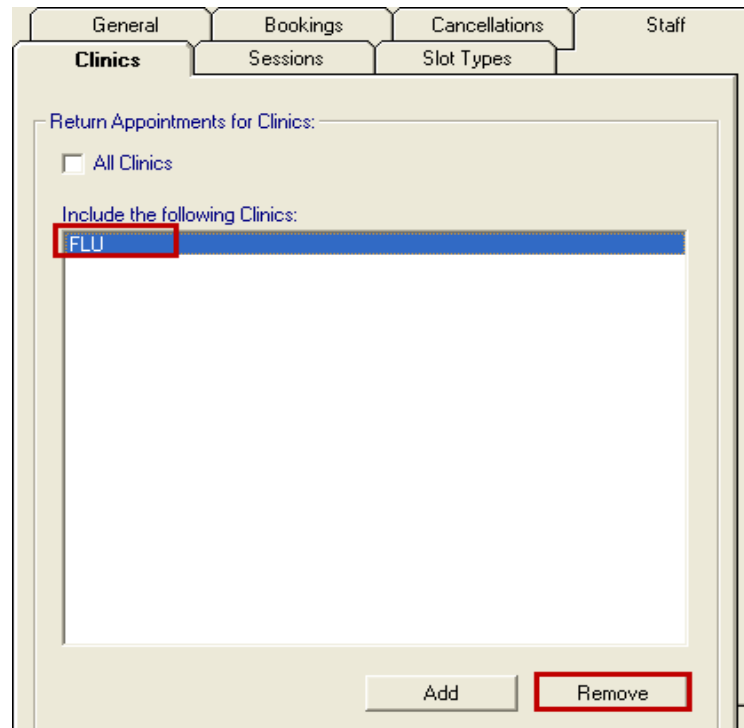 General Bookings Cancellations Staff
Clinics Sessions Slot Types
Return Appointments for Clinics:
All Clinics
Include the following Clinics:
FLU
Add Remove